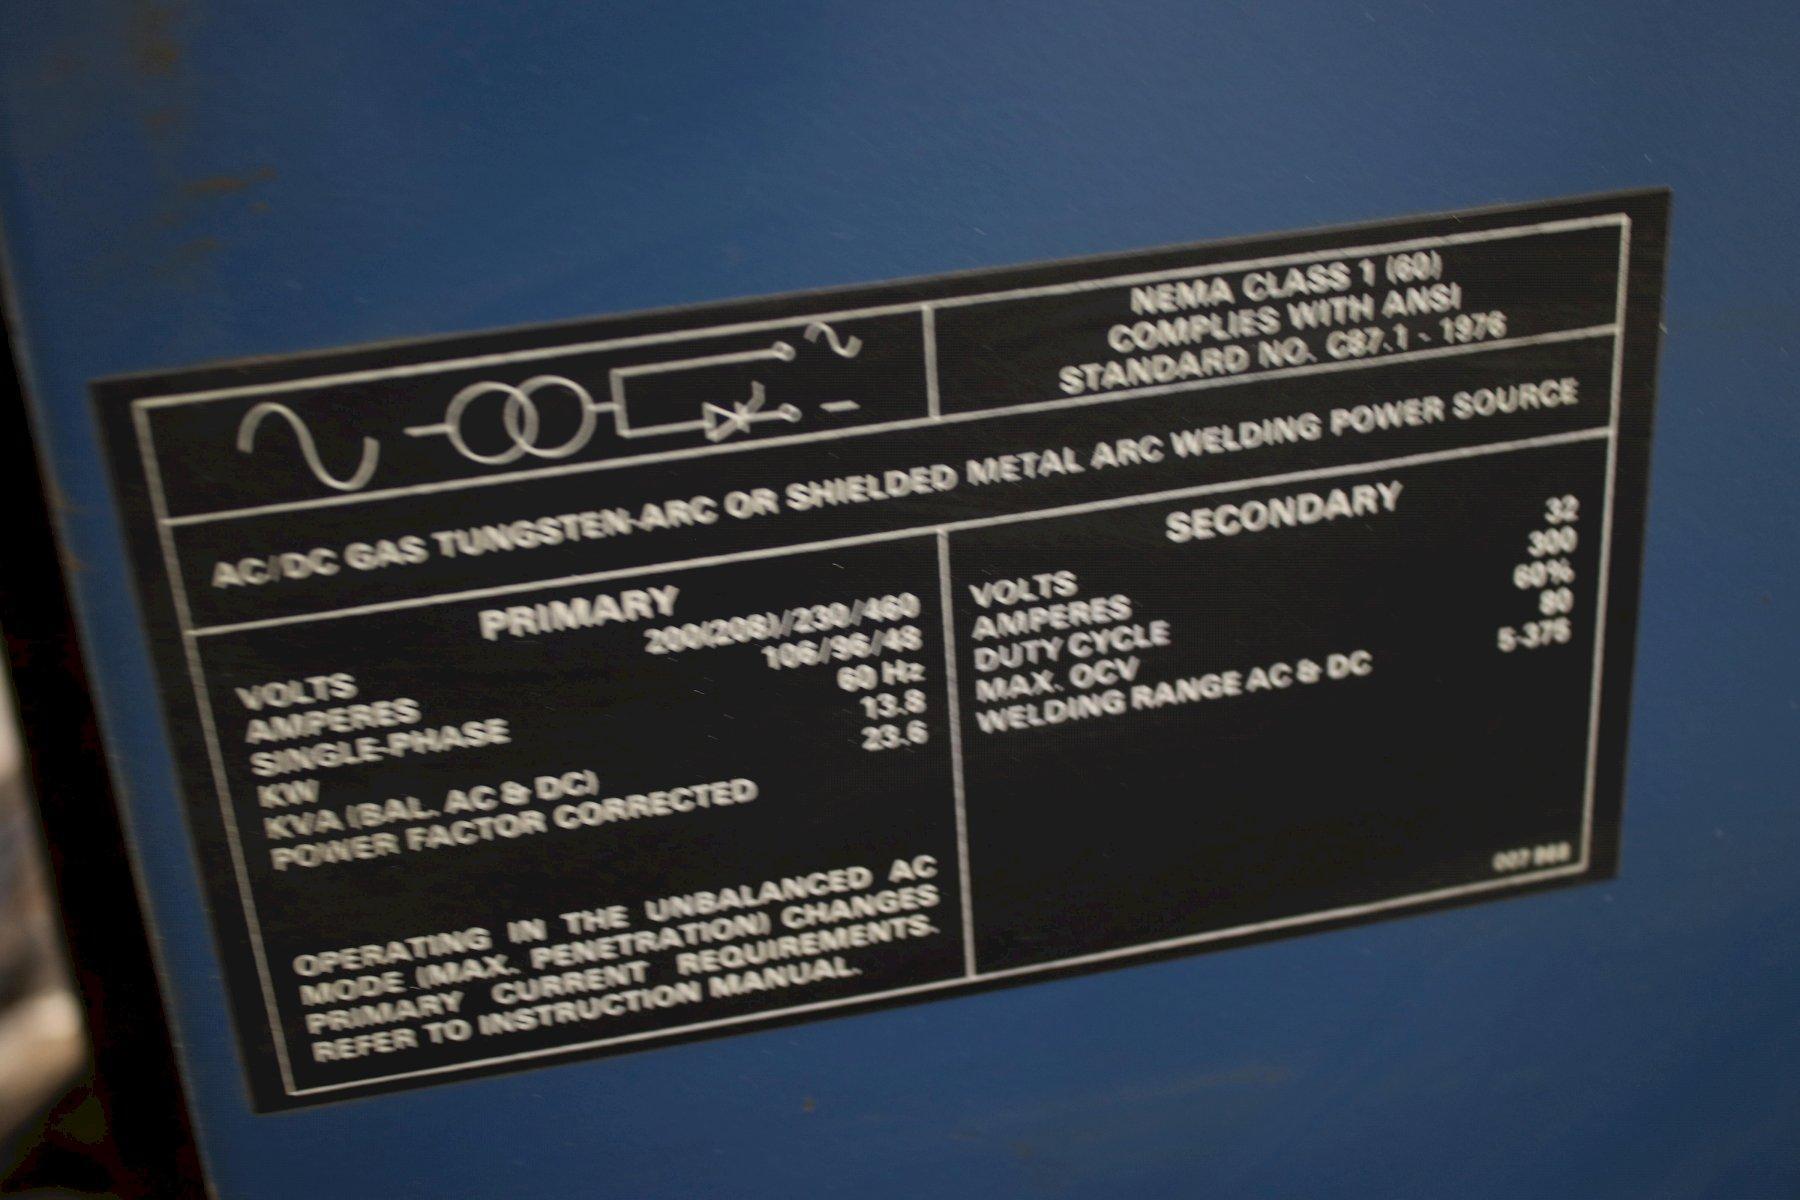 NEMA CLASS 1 (60)
COMPLIES WITH ANSI
STANDARD NO. C87.1 - 1976
AC/DC GAS TUNGSTEN-ARC OR SHIELDED METAL ARC WELDING POWER SOURCE
PRIMARY
VOLTS 200(208)/230/460
AMPERES 106/96/48
SINGLE-PHASE 60 Hz
KW 13.8
KVA (BAL. AC & DC) 23.6
POWER FACTOR CORRECTED
OPERATING IN THE UNBALANCED AC
MODE (MAX. PENETRATION) CHANGES
PRIMARY CURRENT REQUIREMENTS.
REFER TO INSTRUCTION MANUAL.
SECONDARY
VOLTS 32
AMPERES 300
DUTY CYCLE 60%
MAX. OCV 80
WELDING RANGE AC & DC 5-375
007